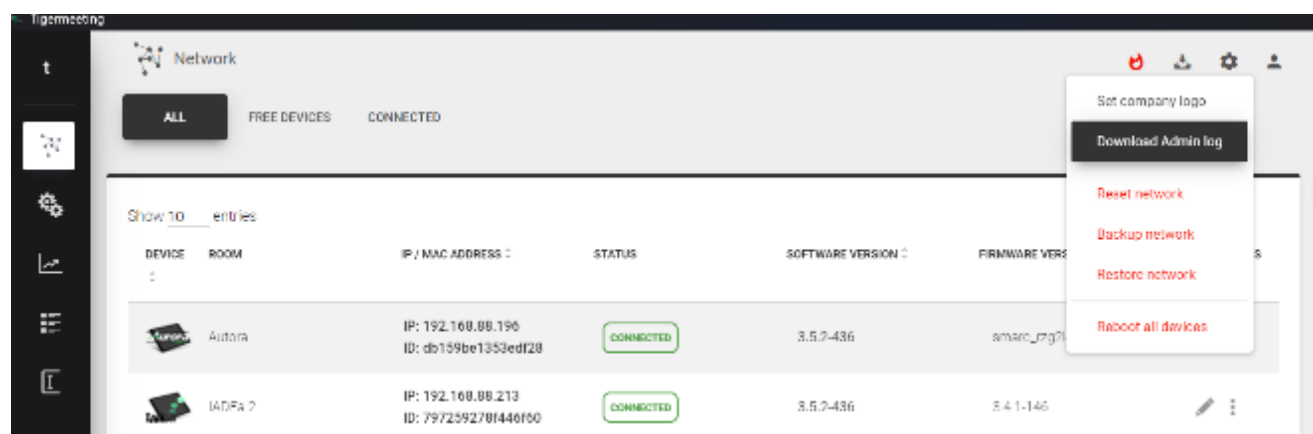 Tigermeeting
t
Network
ALL FREE DEVICES CONNECTED
Set company logo
Download Admin log
Reset network
Backup network
Restore network
Reboot all devices
Show 10 entries
DEVICE ROOM IP / MAC ADDRESS STATUS SOFTWARE VERSION FIRMWARE VERS S
Autora IP: 192.168.88.196 CONNECTED 3.5.2-436
ID: db159be1353edf28
IP: 192.168.88.213 CONNECTED 3.5.2-436 3.4.1-146
ID: 797259278f446f60